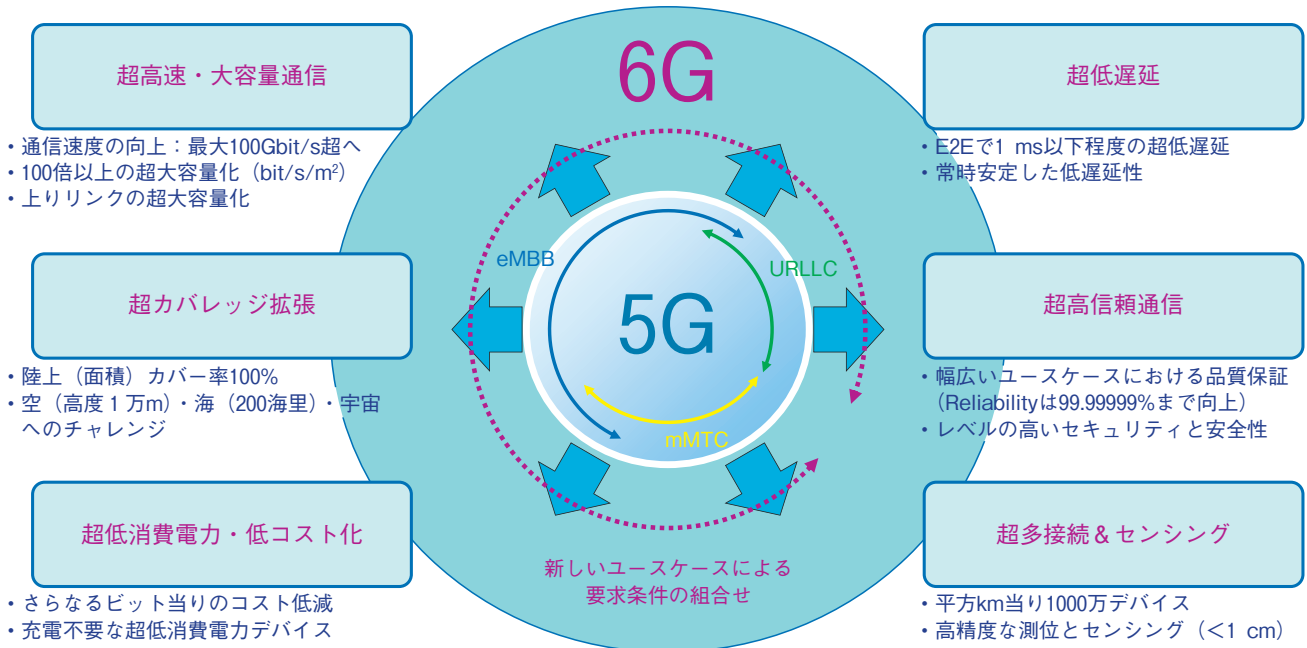 6G
超高速・大容量通信
・通信速度の向上：最大100Gbit/s超へ
・100倍以上の超大容量化（bit/s/m²）
・上りリンクの超大容量化
超低遅延
・E2Eで1 ms以下程度の超低遅延
・常時安定した低遅延性
eMBB
URLLC
5G
mMTC
超カバレッジ拡張
・陸上（面積）カバー率100%
・空（高度１万m）・海（200海里）・宇宙
へのチャレンジ
超高信頼通信
・幅広いユースケースにおける品質保証
（Reliabilityは99.99999%まで向上）
・レベルの高いセキュリティと安全性
超低消費電力・低コスト化
・さらなるビット当りのコスト低減
・充電不要な超低消費電力デバイス
新しいユースケースによる
要求条件の組合せ
超多接続＆センシング
・平方km当り1000万デバイス
・高精度な測位とセンシング（＜1 cm）